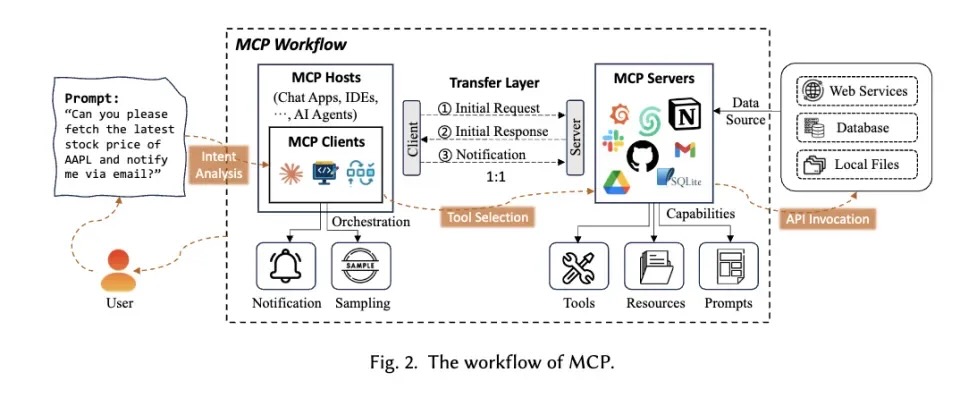 MCP Workflow
Prompt:
“Can you please
fetch the latest
stock price of
AAPL and notify
me via email?”
Intent
Analysis
User
MCP Hosts
(Chat Apps, IDEs,
…, AI Agents)
MCP Clients
Orchestration
Notification
Sampling
SAMPLE
Transfer Layer
Client
① Initial Request
② Initial Response
③ Notification
1:1
Server
Tool Selection
MCP Servers
SQLite
Capabilities
Tools
Resources
Prompts
Data
Source
API Invocation
Web Services
Database
Local Files
Fig. 2. The workflow of MCP.